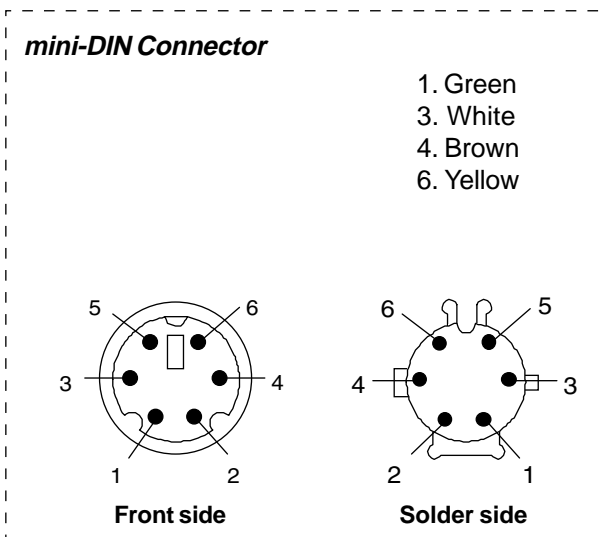 mini-DIN Connector
1. Green
3. White
4. Brown
6. Yellow
5 6
3 4
1 2
Front side
6 5
4 3
2 1
Solder side